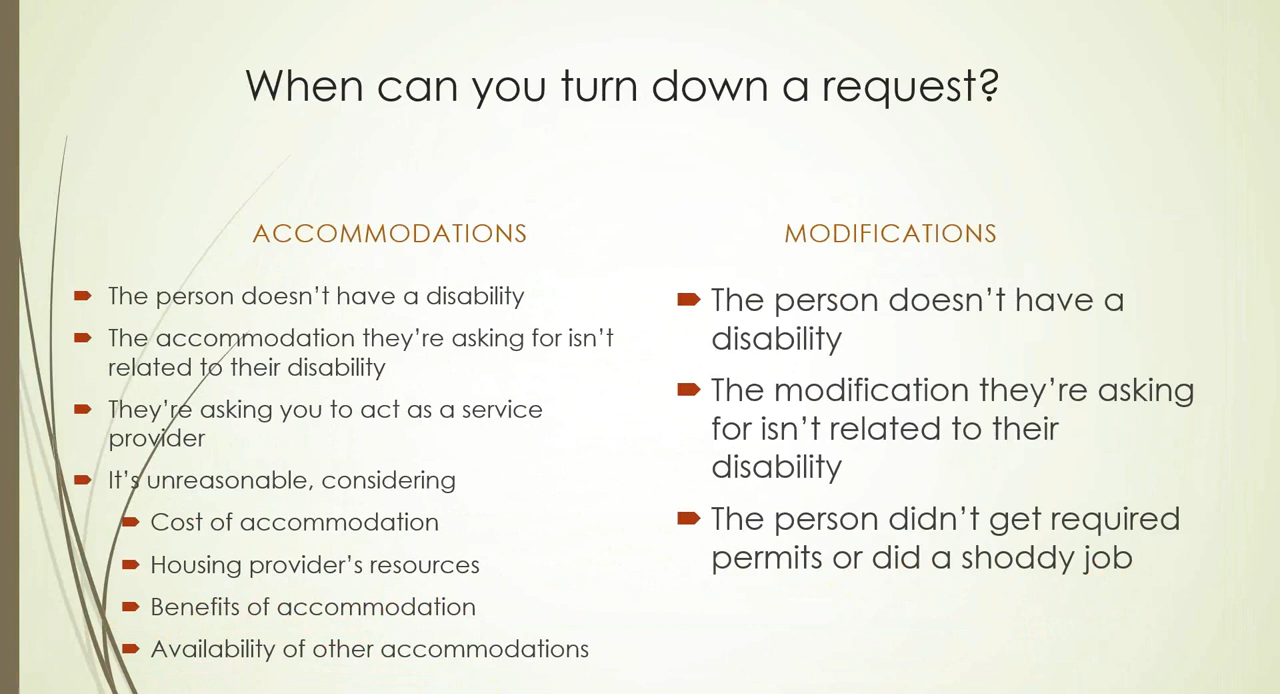 When can you turn down a request?
ACCOMMODATIONS
The person doesn't have a disability
The accommodation they're asking for isn't
related to their disability
They're asking you to act as a service
provider
It's unreasonable, considering
Cost of accommodation
Housing provider's resources
Benefits of accommodation
Availability of other accommodations
MODIFICATIONS
The person doesn't have a
disability
The modification they're asking
for isn't related to their
disability
The person didn't get required
permits or did a shoddy job